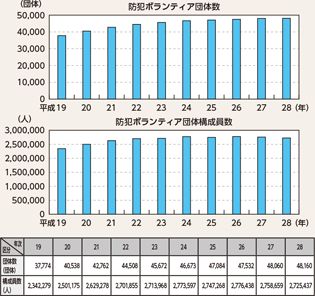 (団体)
防犯ボランティア団体数
50,000
40,000
30,000
20,000
10,000
0
平成19 20 21 22 23 24 25 26 27 28 (年)
(人)
防犯ボランティア団体構成員数
3,000,000
2,500,000
2,000,000
1,500,000
1,000,000
500,000
0
平成19 20 21 22 23 24 25 26 27 28 (年)
区分 年次 19 20 21 22 23 24 25 26 27 28
団体数(団体) 37,774 40,538 42,762 44,508 45,672 46,673 47,084 47,532 48,060 48,160
構成員数(人) 2,342,279 2,501,175 2,629,278 2,701,855 2,713,968 2,773,597 2,747,268 2,776,438 2,758,659 2,725,437